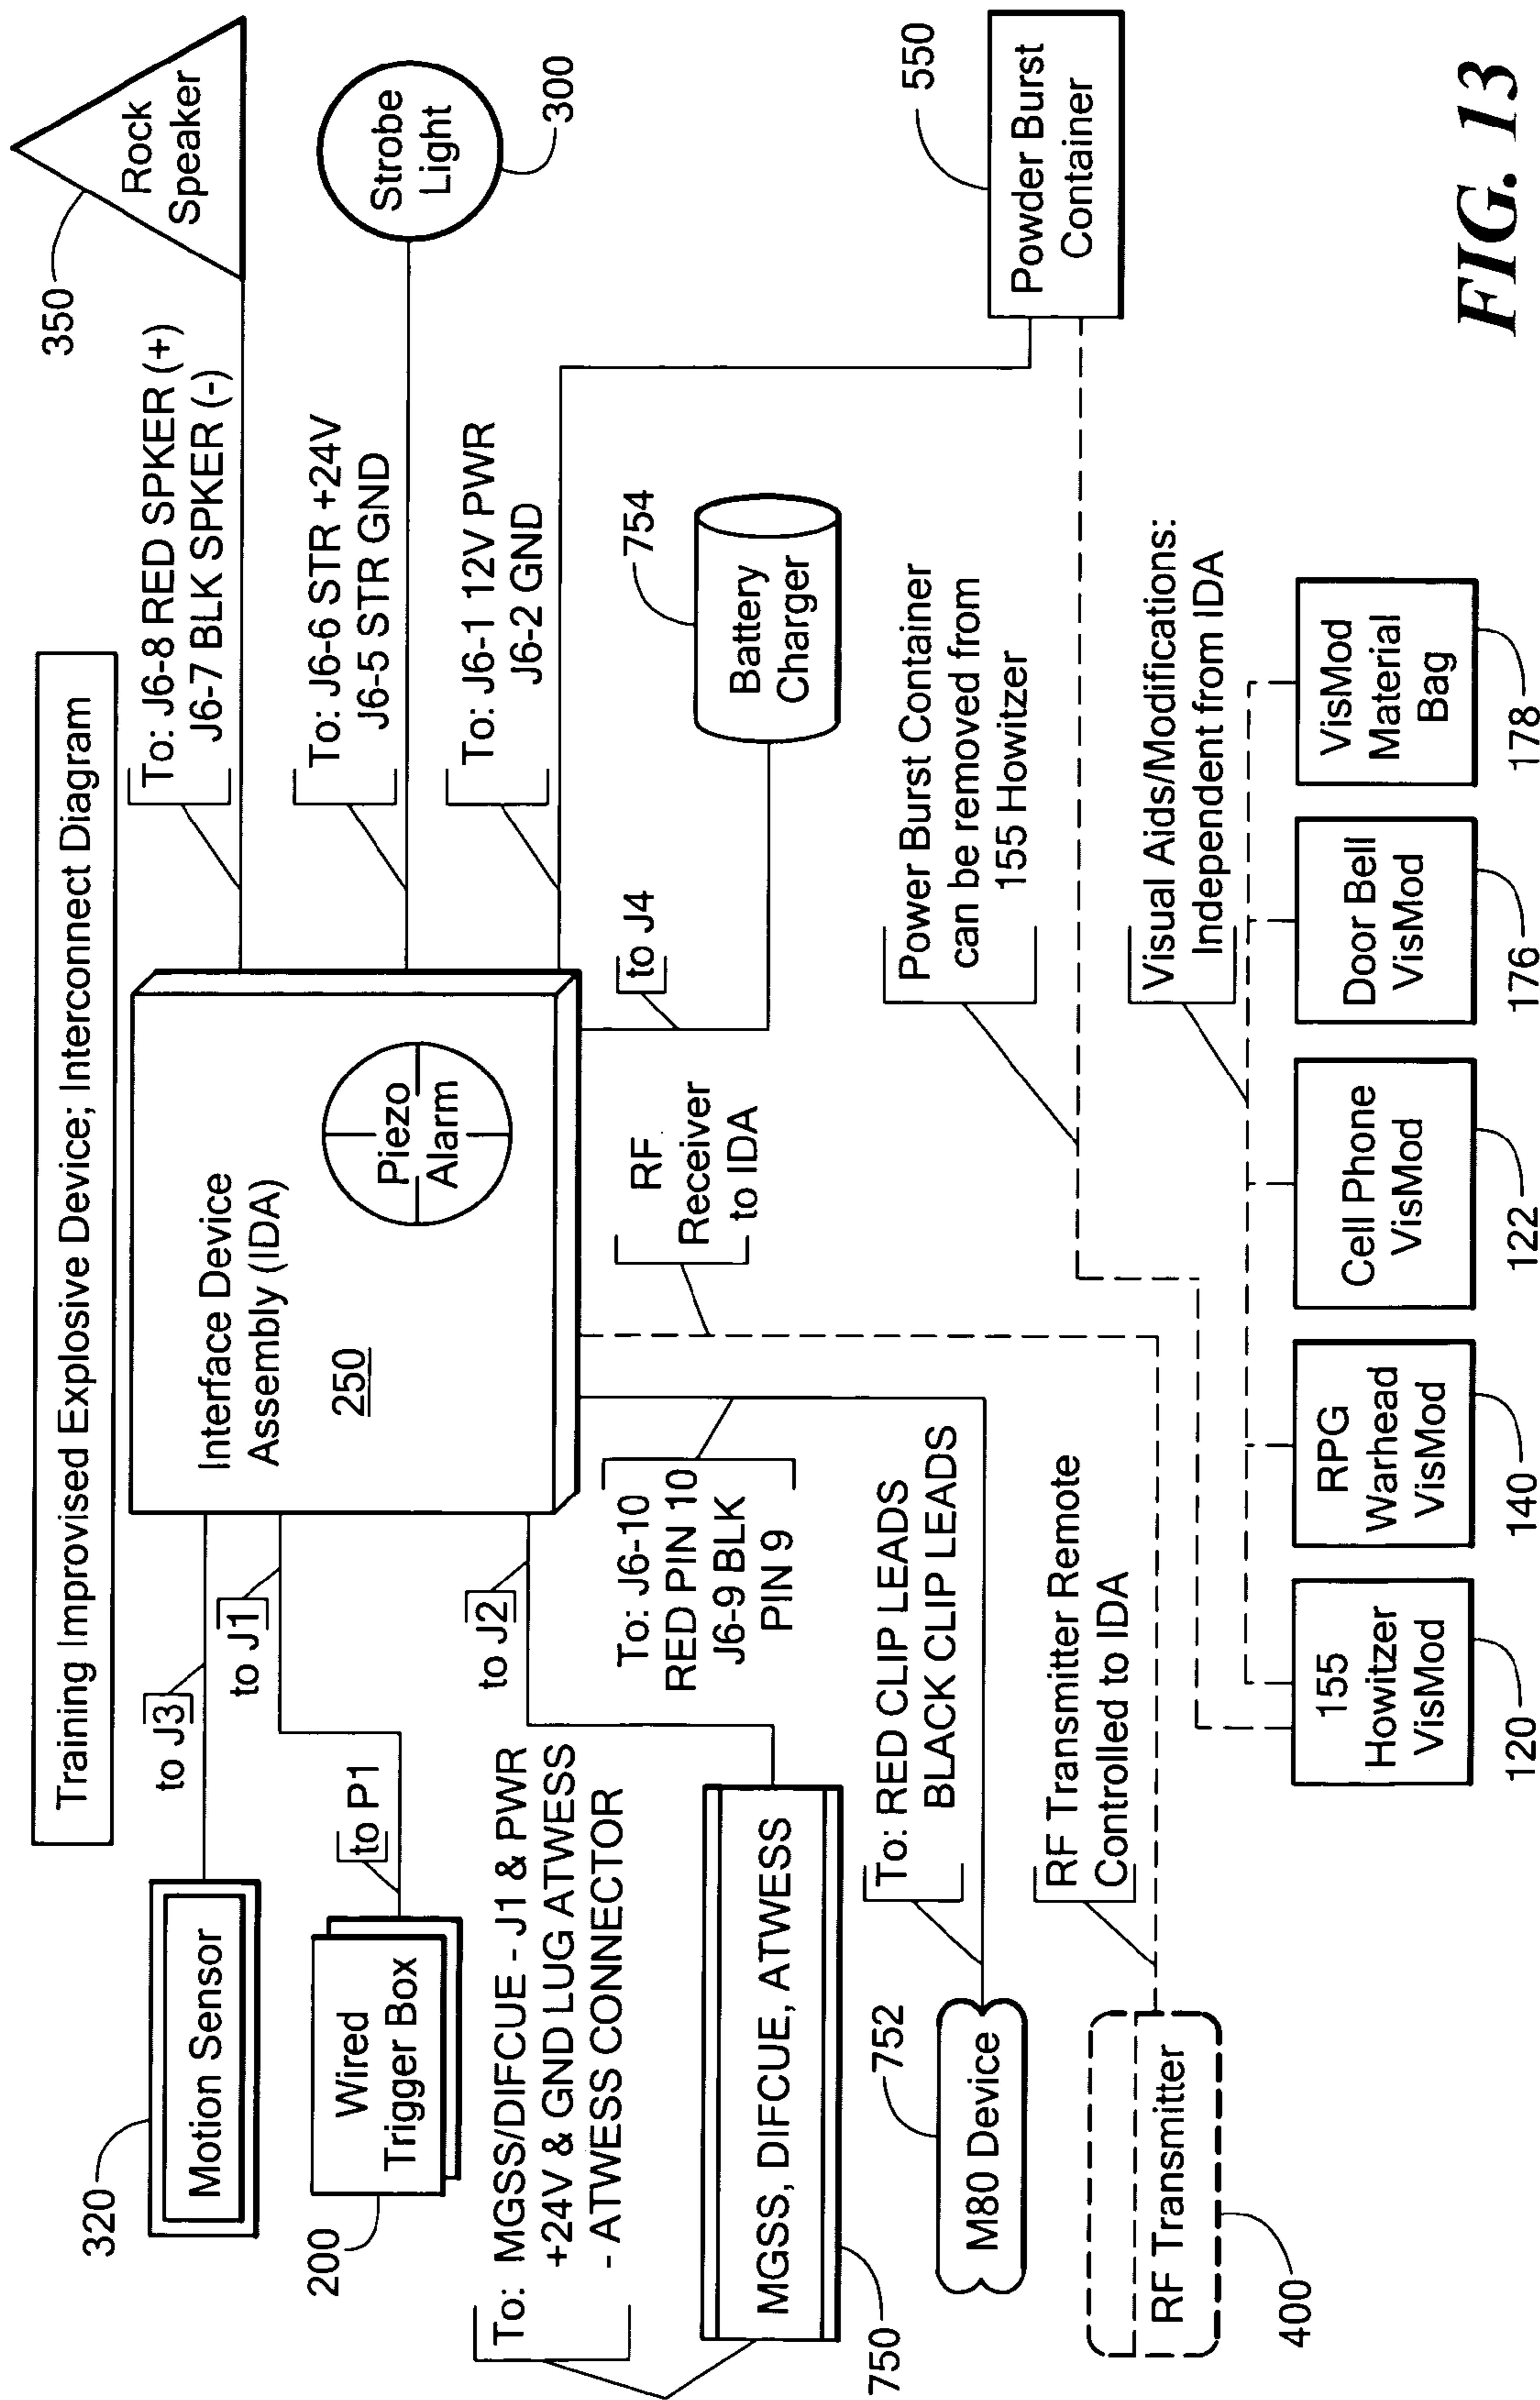 Training Improvised Explosive Device; Interconnect Diagram
320
Motion Sensor
to J3
200
Wired
Trigger Box
to P1
to J1
To: MGSS/DIFCUE - J1 & PWR
+24V & GND LUG ATWESS
- ATWESS CONNECTOR
to J2
MGSS, DIFCUE, ATWESS
750
Interface Device
Assembly (IDA)
250
Piezo
Alarm
To: J6-8 RED SPKER (+)
J6-7 BLK SPKER (-)
350
Rock
Speaker
To: J6-6 STR +24V
J6-5 STR GND
Strobe
Light
300
To: J6-1 12V PWR
J6-2 GND
550
Powder Burst
Container
to J4
754
Battery
Charger
To: J6-10
RED PIN 10
J6-9 BLK
PIN 9
RF
Receiver
to IDA
752
M80 Device
To: RED CLIP LEADS
BLACK CLIP LEADS
RF Transmitter
400
RF Transmitter Remote
Controlled to IDA
Power Burst Container
can be removed from
155 Howitzer
Visual Aids/Modifications:
Independent from IDA
155
Howitzer
VisMod
120
RPG
Warhead
VisMod
140
Cell Phone
VisMod
122
Door Bell
VisMod
176
VisMod
Material
Bag
178
FIG. 13